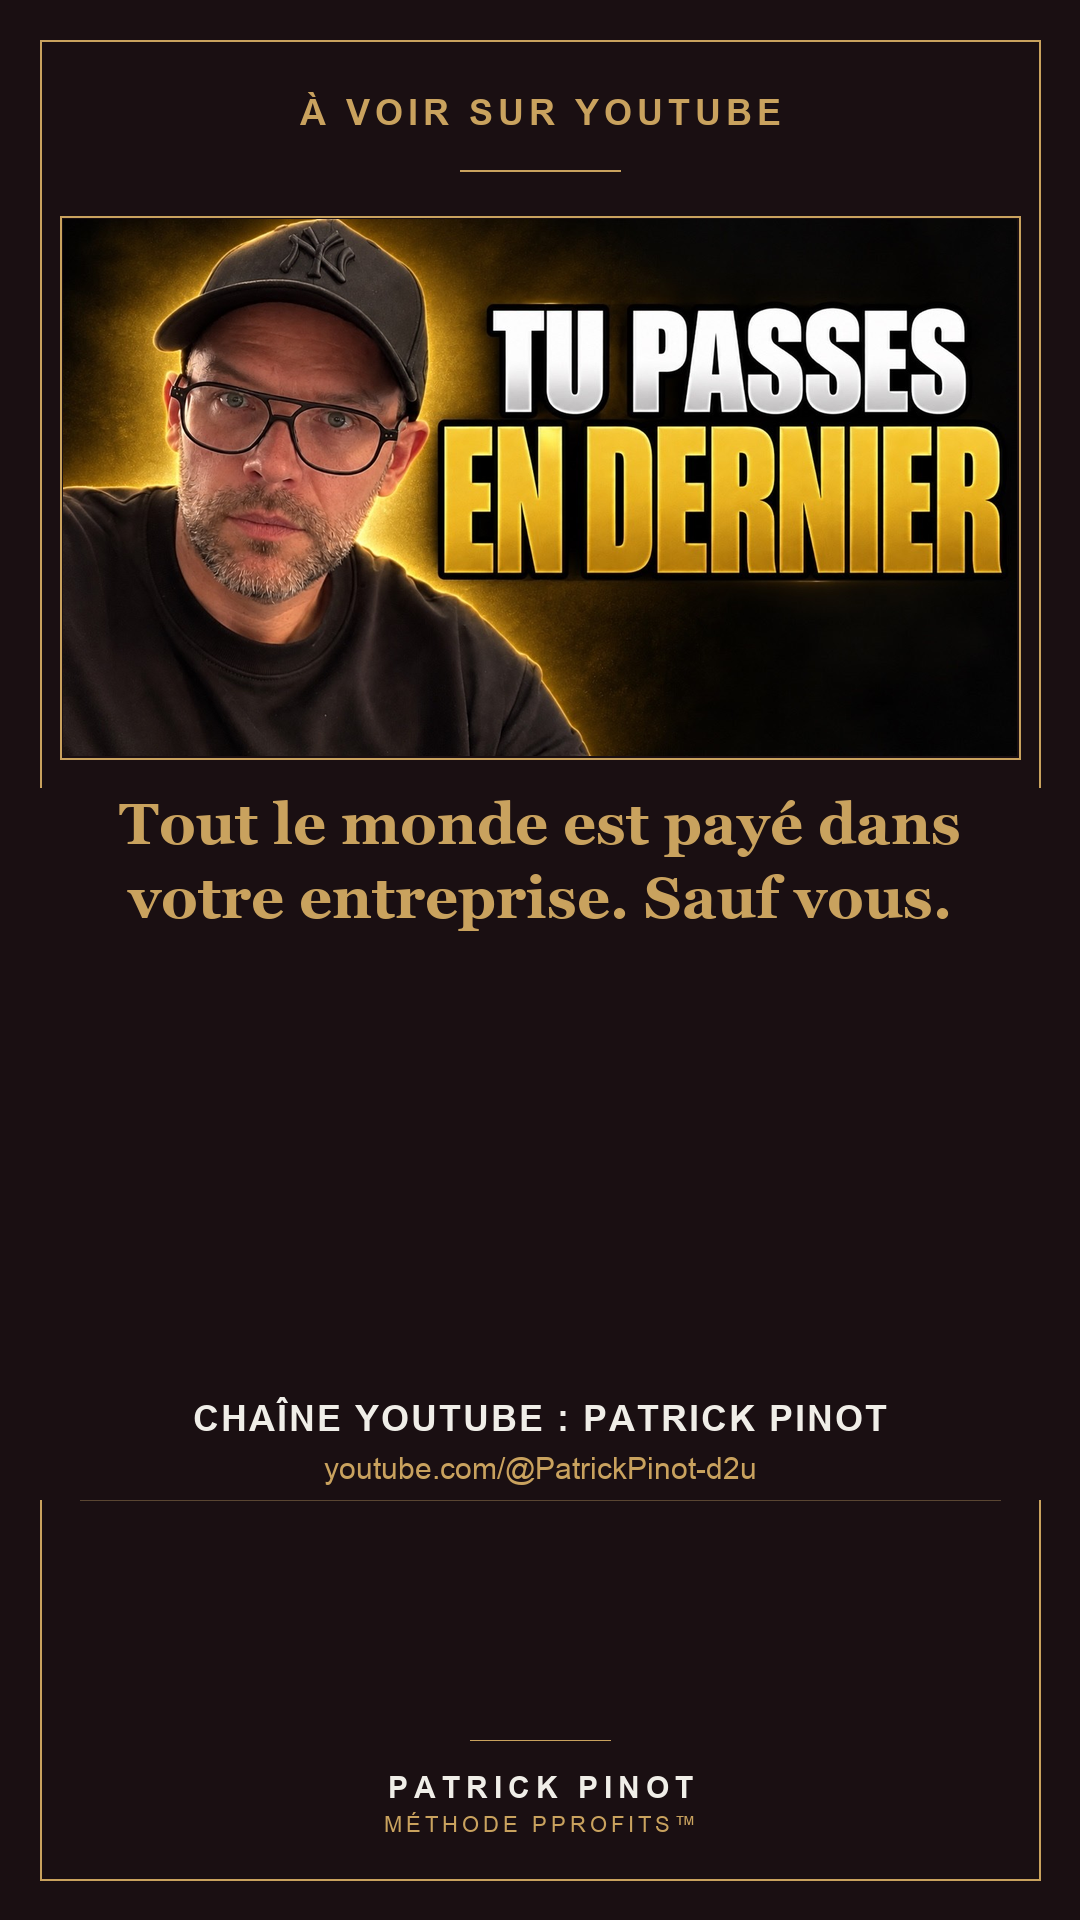 À VOIR SUR YOUTUBE
NY
TU PASSES
EN DERNIER
Tout le monde est payé dans
votre entreprise. Sauf vous.
CHAÎNE YOUTUBE : PATRICK PINOT
youtube.com/@PatrickPinot-d2u
PATRICK PINOT
MÉTHODE PPROFITS™